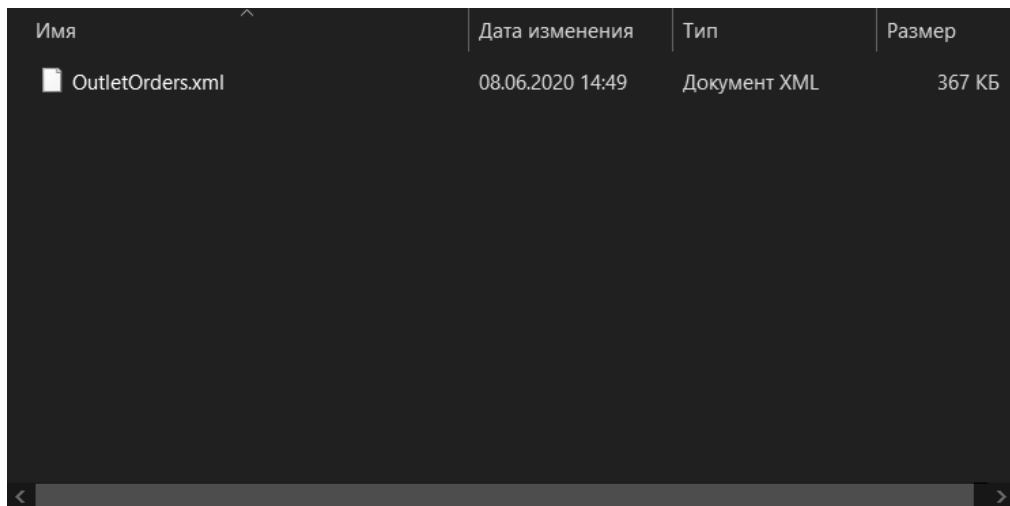 Имя Дата изменения Тип Размер
OutletOrders.xml 08.06.2020 14:49 Документ XML 367 КБ